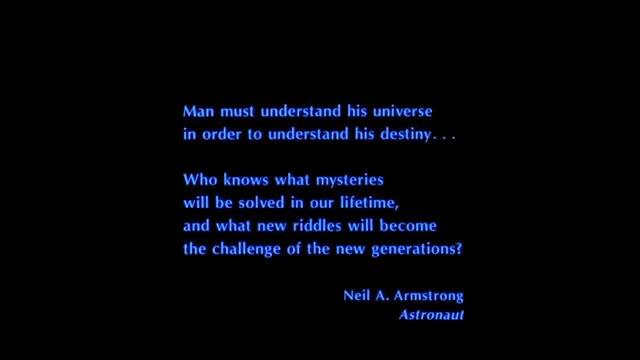 Man must understand his universe
in order to understand his destiny. . .
Who knows what mysteries
will be solved in our lifetime,
and what new riddles will become
the challenge of the new generations?
Neil A. Armstrong
Astronaut